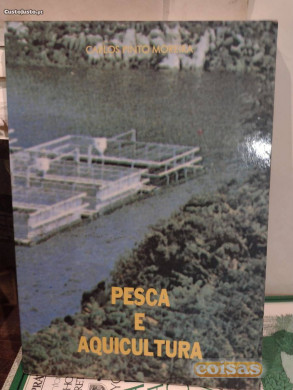 CustoJusto.pt
CARLOS PINTO MOREIRA
PESCA
E
AQUICULTURA
coisas